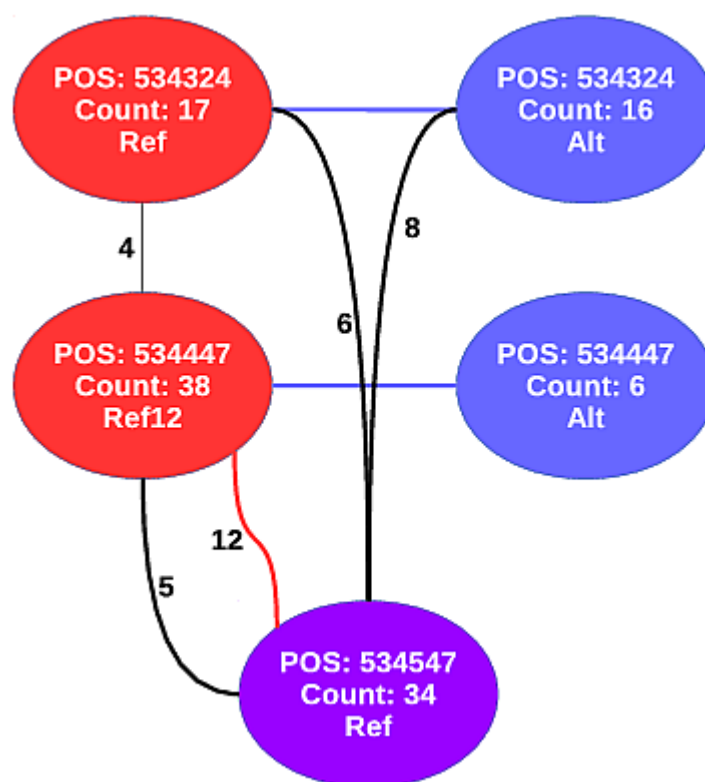 POS: 534324
Count: 17
Ref
POS: 534324
Count: 16
Alt
4
8
6
POS: 534447
Count: 38
Ref12
POS: 534447
Count: 6
Alt
12
5
POS: 534547
Count: 34
Ref